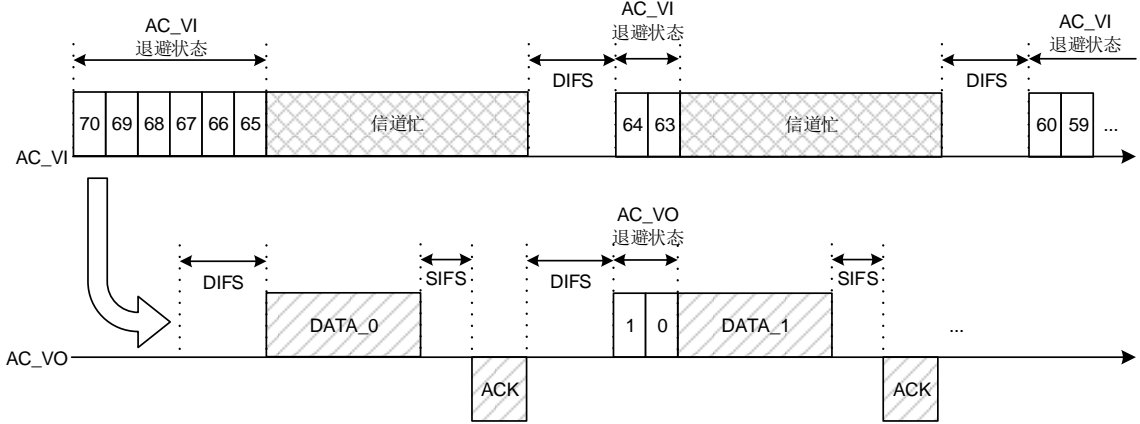 AC_VI
退避状态
AC_VI
退避状态
AC_VI
退避状态
DIFS
DIFS
70 69 68 67 66 65 信道忙 64 63 信道忙 60 59 ...
AC_VI
AC_VO
退避状态
DIFS SIFS DIFS SIFS
DATA_0 1 0 DATA_1 ...
AC_VO
ACK ACK